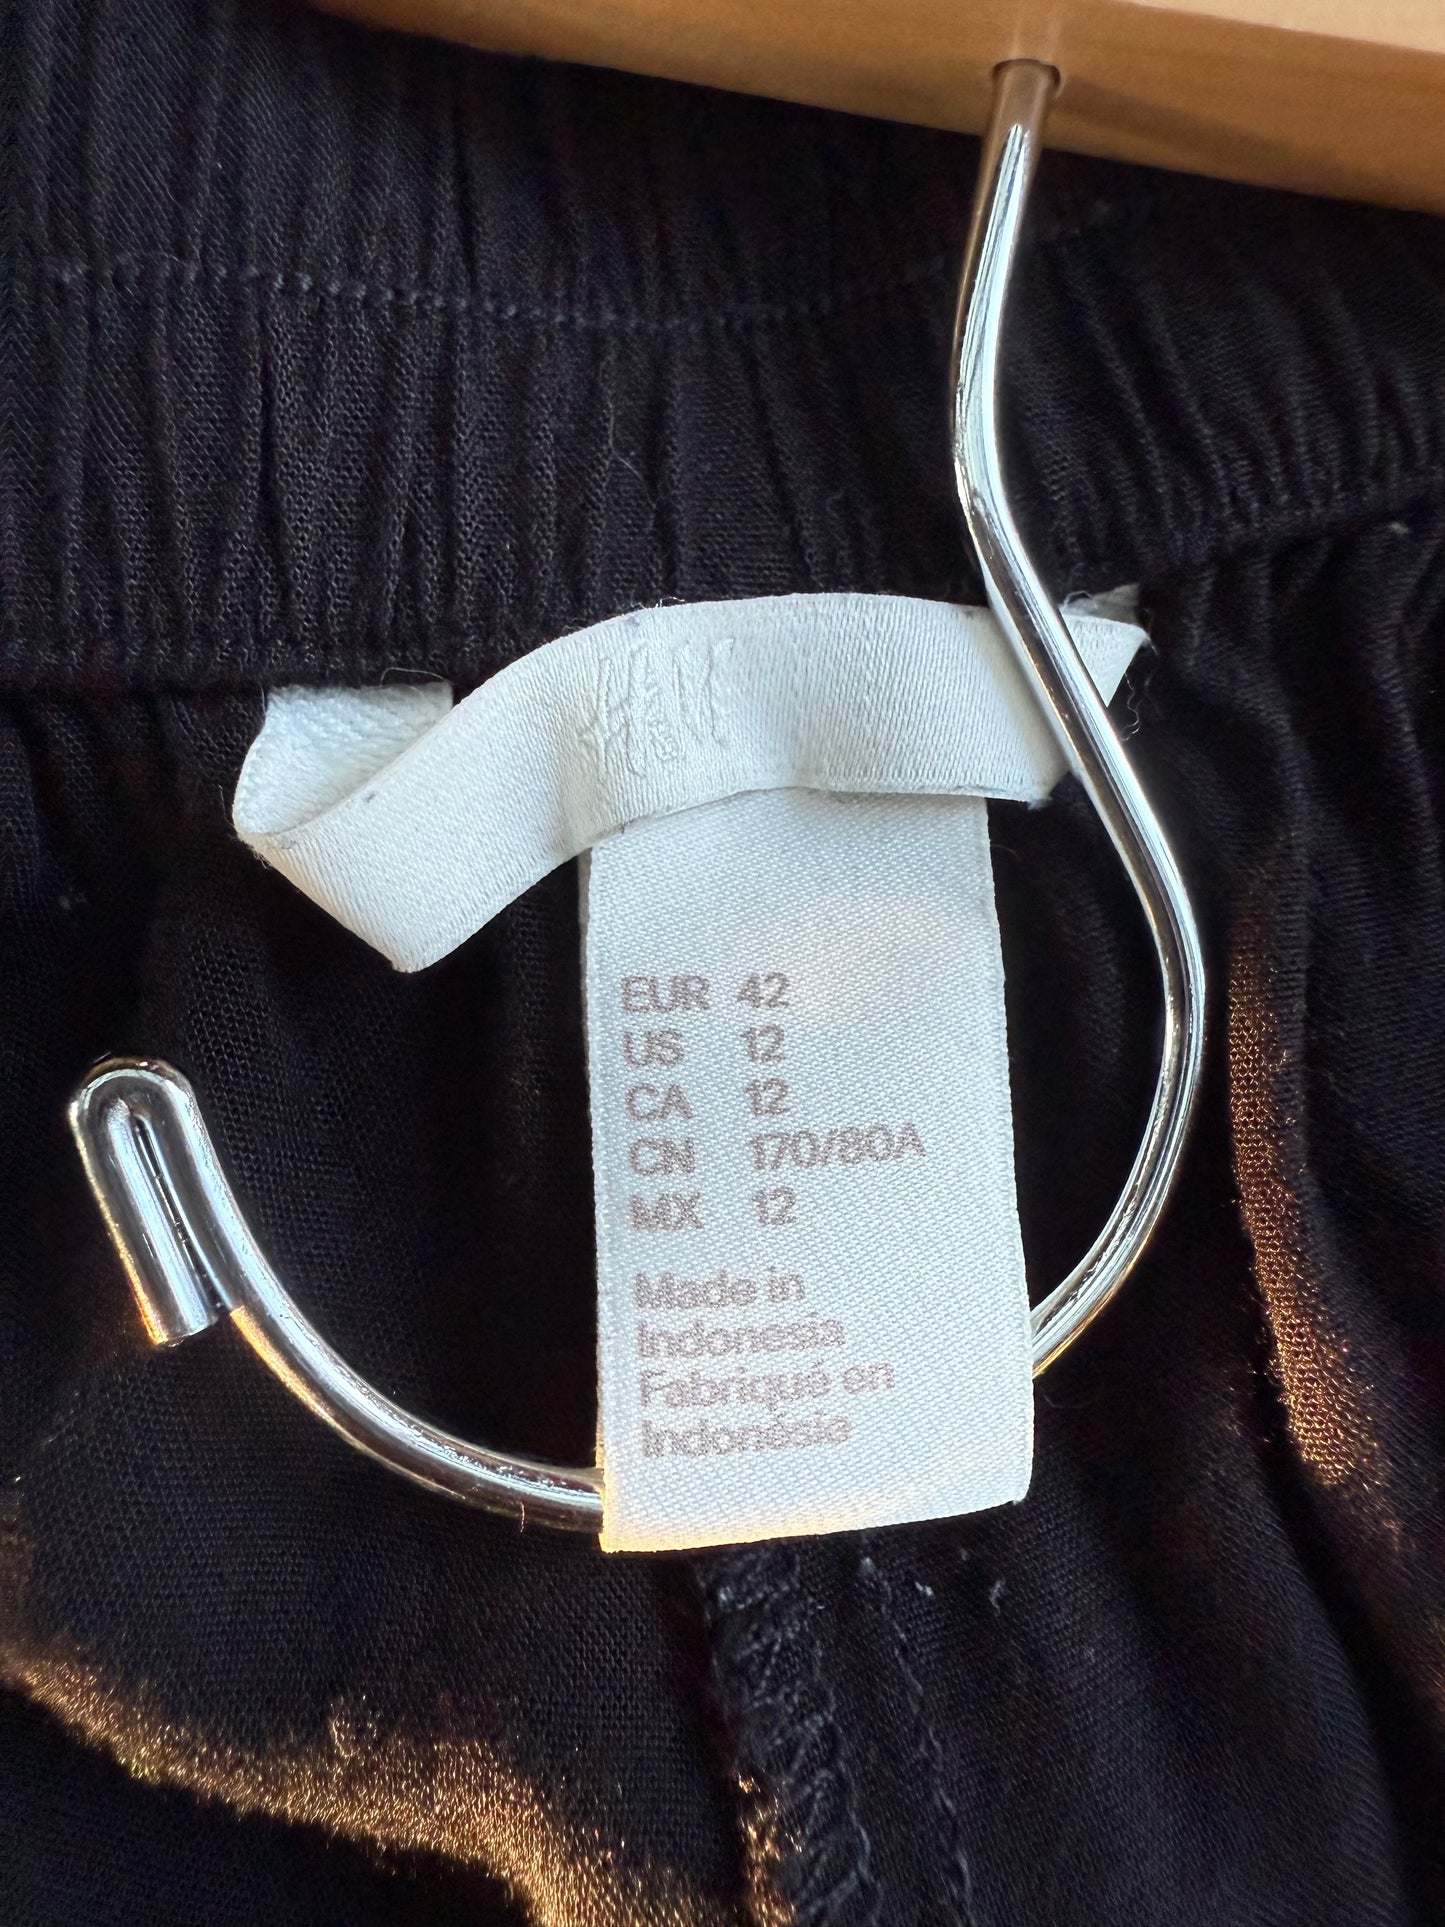 H&M
EUR 42
US 12
CA 12
CN 170/80A
MX 12
Made in
Indonesia
Fabriqué en
Indonésie